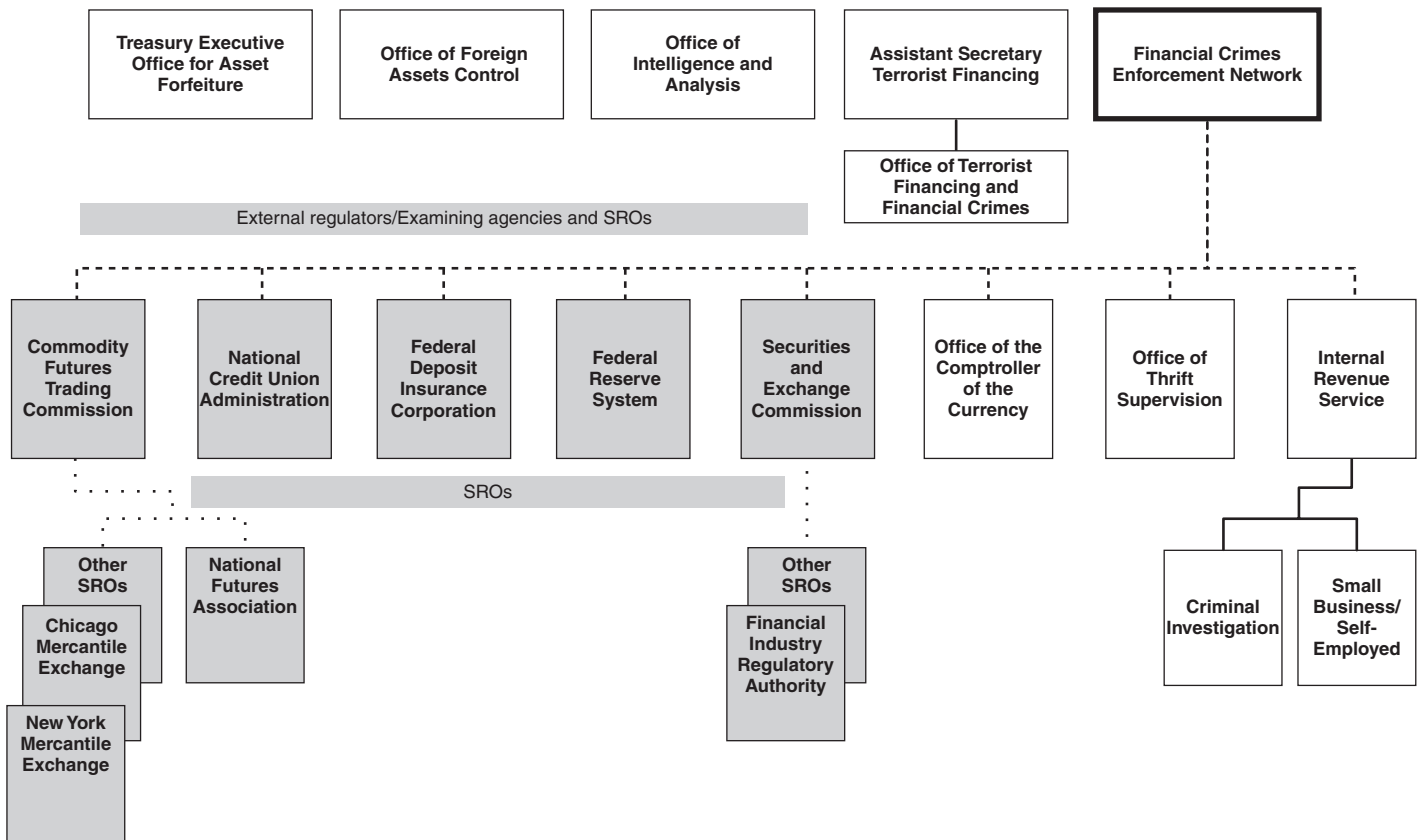 Treasury Executive
Office for Asset
Forfeiture
Office of Foreign
Assets Control
Office of
Intelligence and
Analysis
Assistant Secretary
Terrorist Financing
Financial Crimes
Enforcement Network
Office of Terrorist
Financing and
Financial Crimes
External regulators/Examining agencies and SROs
Commodity
Futures
Trading
Commission
National
Credit Union
Administration
Federal
Deposit
Insurance
Corporation
Federal
Reserve
System
Securities
and
Exchange
Commission
Office of the
Comptroller
of the
Currency
Office of
Thrift
Supervision
Internal
Revenue
Service
SROs
Other
SROs
Chicago
Mercantile
Exchange
New York
Mercantile
Exchange
National
Futures
Association
Other
SROs
Financial
Industry
Regulatory
Authority
Criminal
Investigation
Small
Business/
Self-
Employed